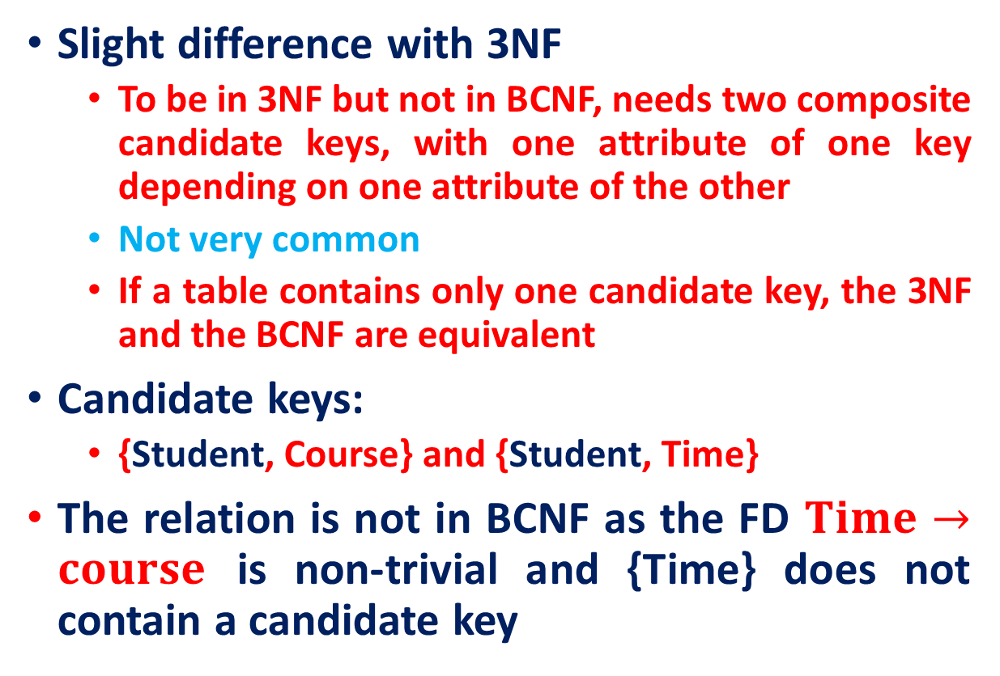 • Slight difference with 3NF
• To be in 3NF but not in BCNF, needs two composite
candidate keys, with one attribute of one key
depending on one attribute of the other
• Not very common
• If a table contains only one candidate key, the 3NF
and the BCNF are equivalent
• Candidate keys:
• {Student, Course} and {Student, Time}
• The relation is not in BCNF as the FD Time →
course is non-trivial and {Time} does not
contain a candidate key